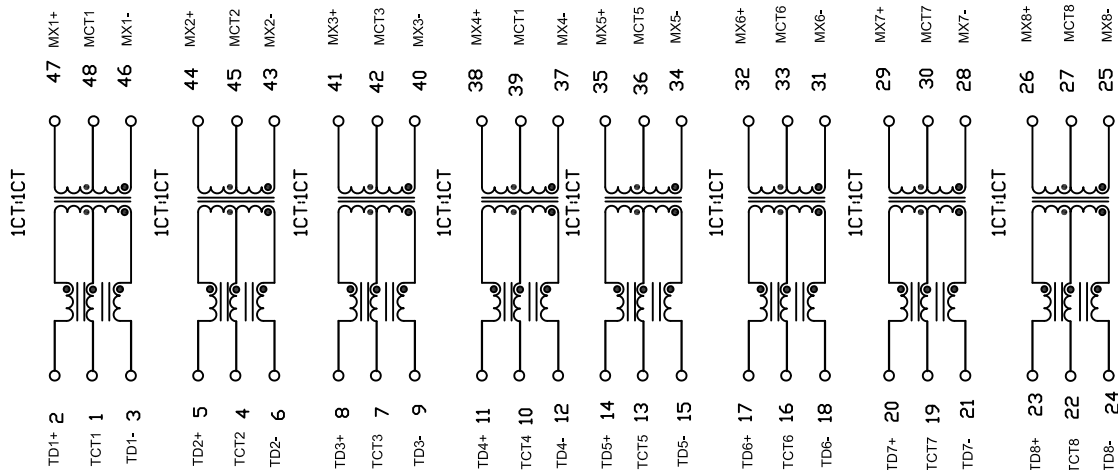 MX1+ MCT1 MX1- MX2+ MCT2 MX2- MX3+ MCT3 MX3- MX4+ MCT1 MX4- MX5+ MCT5 MX5- MX6+ MCT6 MX6- MX7+ MCT7 MX7- MX8+ MCT8 MX8-
47 48 46 44 45 43 41 42 40 38 39 37 35 36 34 32 33 31 29 30 28 26 27 25
1CT:1CT 1CT:1CT 1CT:1CT 1CT:1CT 1CT:1CT 1CT:1CT 1CT:1CT 1CT:1CT
2 1 3 5 4 6 8 7 9 11 10 12 14 13 15 17 16 18 20 19 21 23 22 24
TD1+ TCT1 TD1- TD2+ TCT2 TD2- TD3+ TCT3 TD3- TD4+ TCT4 TD4- TD5+ TCT5 TD5- TD6+ TCT6 TD6- TD7+ TCT7 TD7- TD8+ TCT8 TD8-